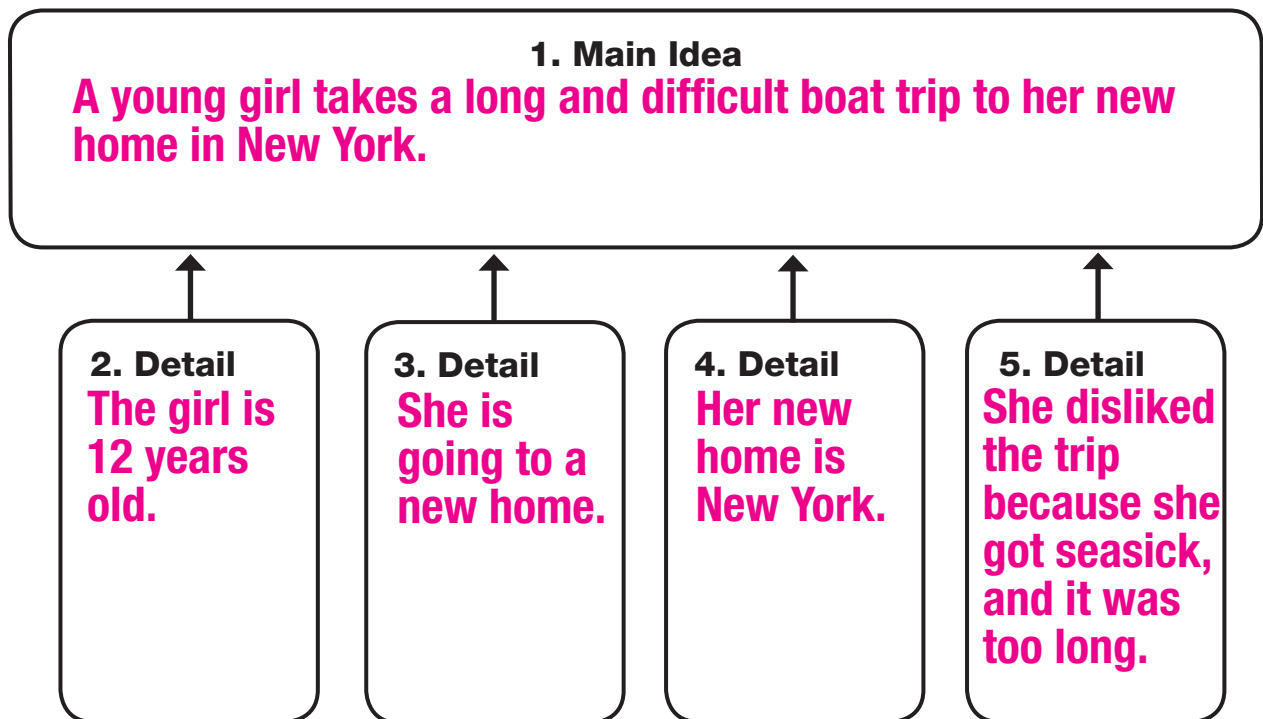 1. Main Idea
A young girl takes a long and difficult boat trip to her new
home in New York.
2. Detail
The girl is
12 years
old.
3. Detail
She is
going to a
new home.
4. Detail
Her new
home is
New York.
5. Detail
She disliked
the trip
because she
got seasick,
and it was
too long.